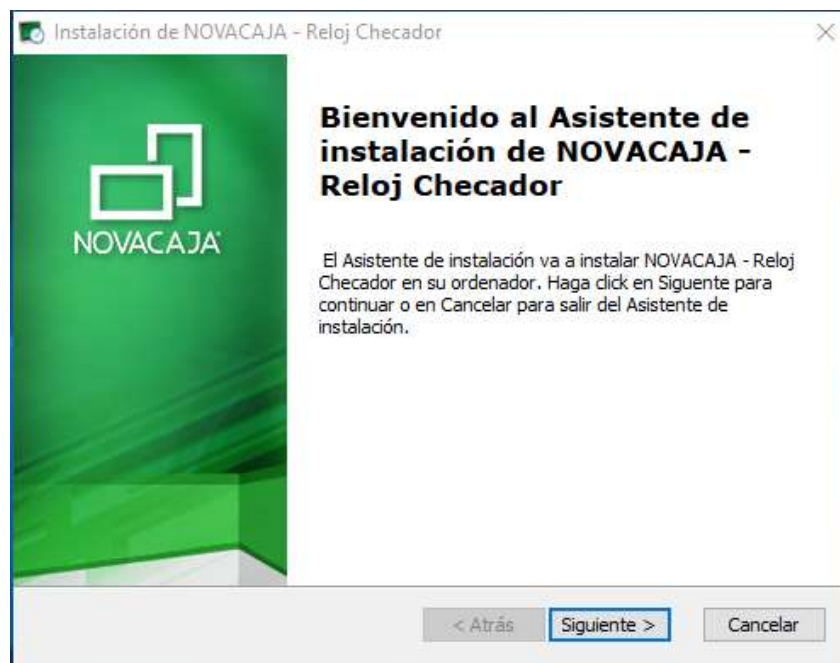 Instalación de NOVACAJA - Reloj Checador
NOVACAJA
Bienvenido al Asistente de
instalación de NOVACAJA -
Reloj Checador
El Asistente de instalación va a instalar NOVACAJA - Reloj
Checador en su ordenador. Haga click en Siguente para
continuar o en Cancelar para salir del Asistente de
instalación.
< Atrás
Siguiente >
Cancelar